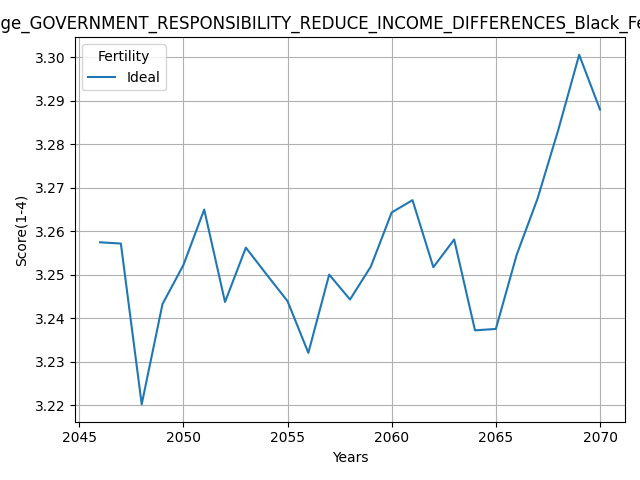 ge_GOVERNMENT_RESPONSIBILITY_REDUCE_INCOME_DIFFERENCES_Black_Fe
Fertility
Ideal
3.30
3.29
3.28
3.27
3.26
3.25
3.24
3.23
3.22
Score(1-4)
2045 2050 2055 2060 2065 2070
Years